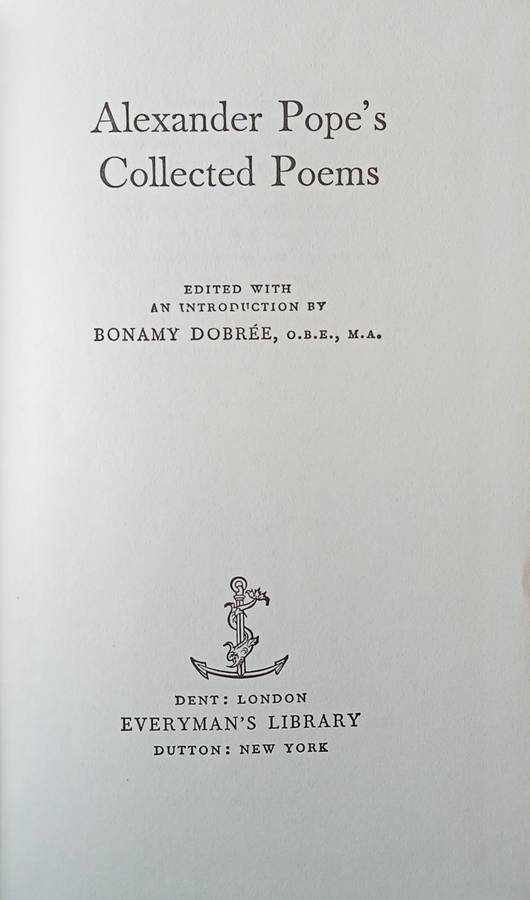 Alexander Pope's
Collected Poems
EDITED WITH
AN INTRODUCTION BY
BONAMY DOBRÉE, O.B.E., M.A.
DENT: LONDON
EVERYMAN'S LIBRARY
DUTTON: NEW YORK